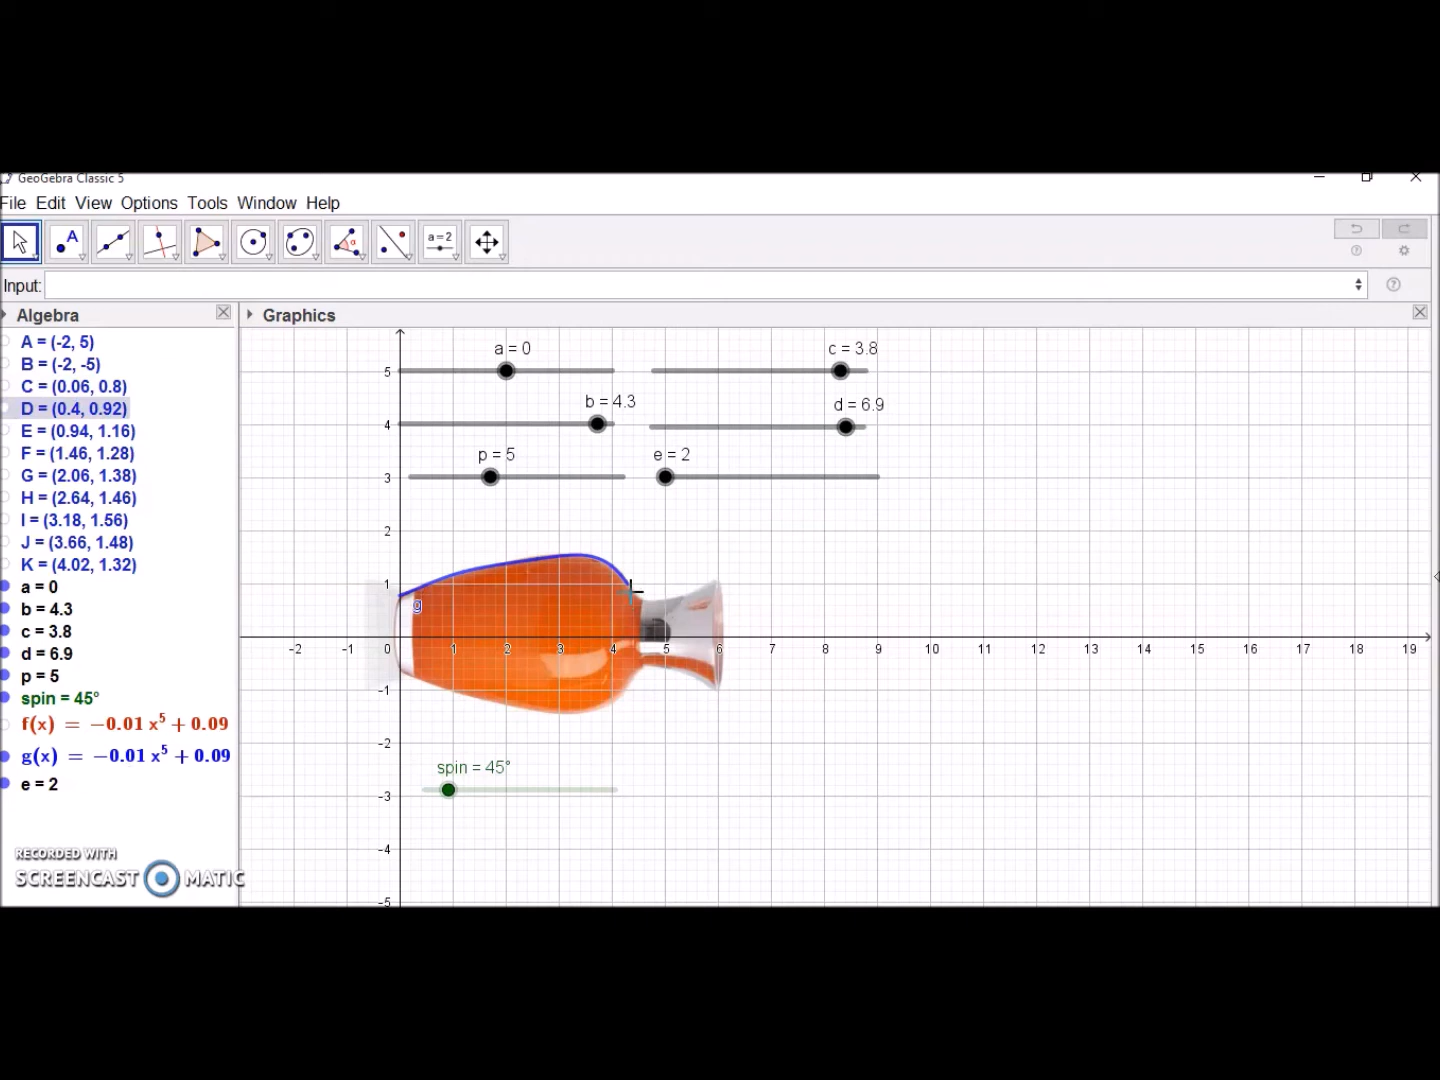 GeoGebra Classic 5
File Edit View Options Tools Window Help
A
α
a=2
Input:
Algebra
Graphics
A = (-2, 5)
B = (-2, -5)
C = (0.06, 0.8)
D = (0.4, 0.92)
E = (0.94, 1.16)
F = (1.46, 1.28)
G = (2.06, 1.38)
H = (2.64, 1.46)
I = (3.18, 1.56)
J = (3.66, 1.48)
K = (4.02, 1.32)
a = 0
b = 4.3
c = 3.8
d = 6.9
p = 5
spin = 45°
f(x) = −0.01 x⁵ + 0.09
g(x) = −0.01 x⁵ + 0.09
e = 2
a = 0
c = 3.8
b = 4.3
d = 6.9
p = 5
e = 2
5
4
3
2
1
g
-2 -1 0 1 2 3 4 5 6 7 8 9 10 11 12 13 14 15 16 17 18 19
-1
-2
spin = 45°
-3
-4
-5
RECORDED WITH
SCREENCAST MATIC